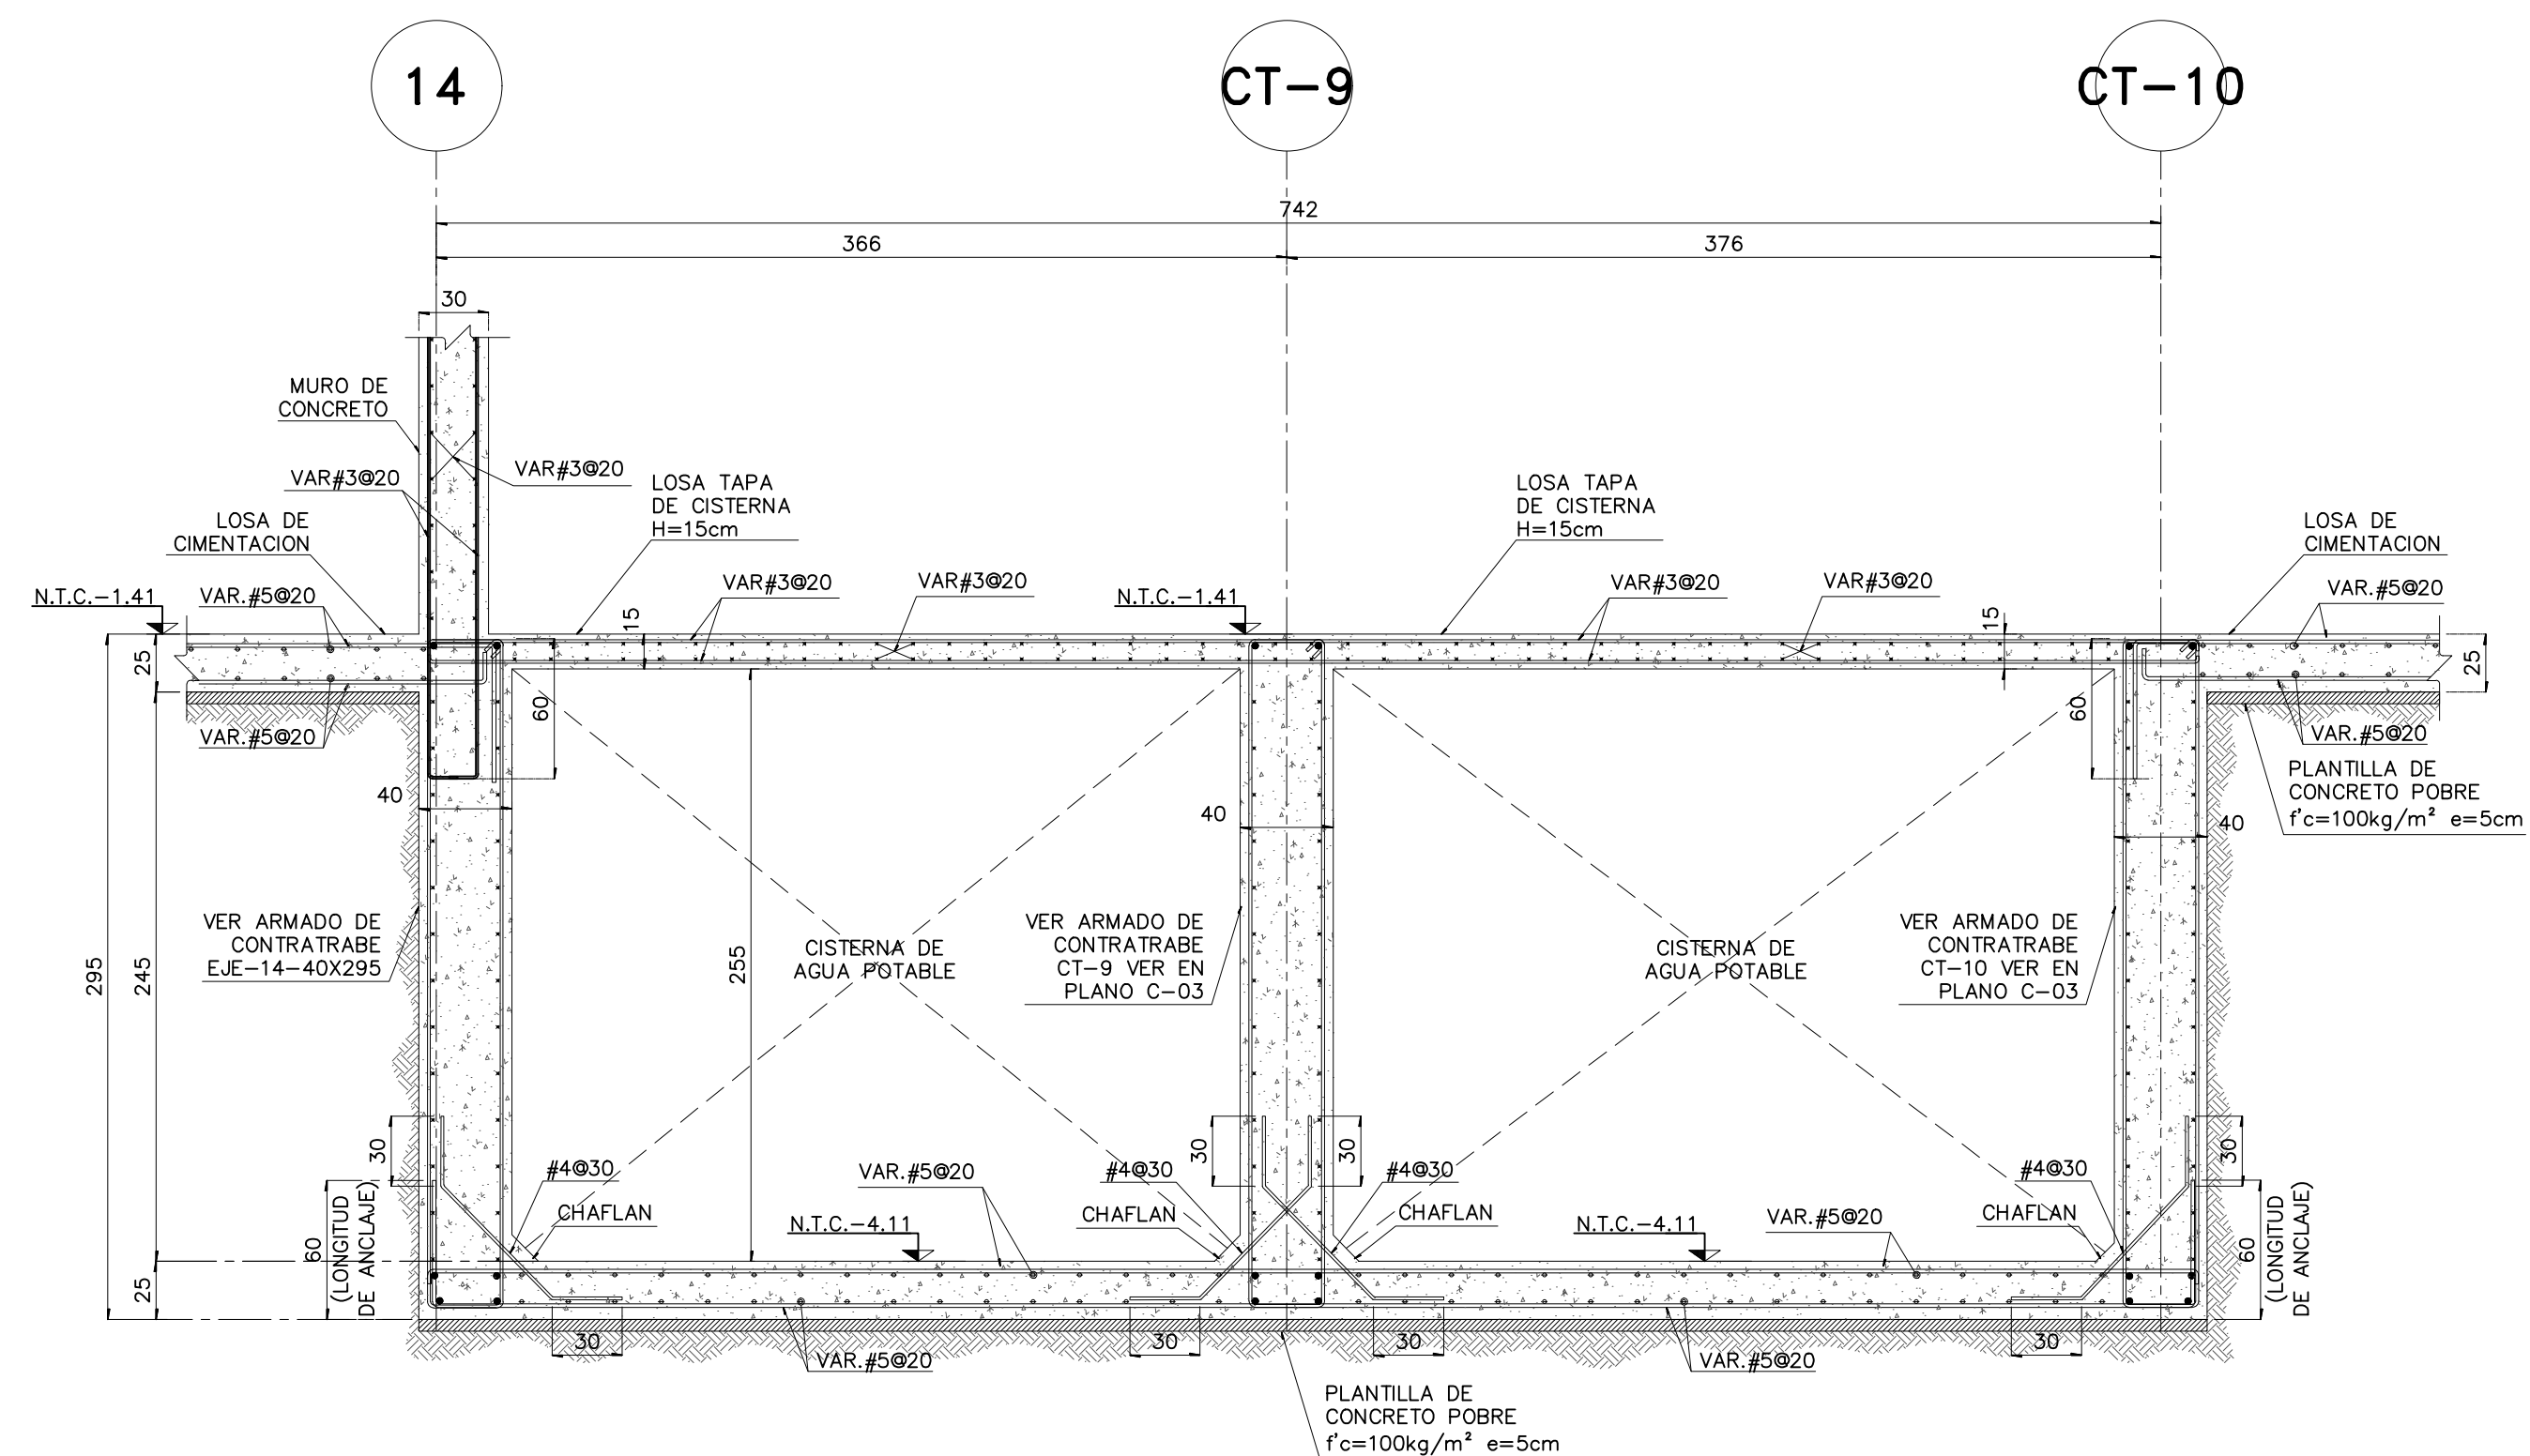 14
CT-9
CT-10
742
366
376
30
MURO DE
CONCRETO
VAR#3@20
VAR#3@20
LOSA TAPA
DE CISTERNA
H=15cm
LOSA TAPA
DE CISTERNA
H=15cm
LOSA DE
CIMENTACION
LOSA DE
CIMENTACION
N.T.C.-1.41
VAR.#5@20
VAR#3@20
VAR#3@20
N.T.C.-1.41
VAR#3@20
VAR#3@20
VAR.#5@20
15
15
25
25
60
60
VAR.#5@20
VAR.#5@20
PLANTILLA DE
CONCRETO POBRE
f'c=100kg/m² e=5cm
40
40
40
VER ARMADO DE
CONTRATRABE
EJE-14-40X295
CISTERNA DE
AGUA POTABLE
VER ARMADO DE
CONTRATRABE
CT-9 VER EN
PLANO C-03
CISTERNA DE
AGUA POTABLE
VER ARMADO DE
CONTRATRABE
CT-10 VER EN
PLANO C-03
295
245
255
30
30
30
30
#4@30
VAR.#5@20
#4@30
#4@30
#4@30
CHAFLAN
CHAFLAN
CHAFLAN
CHAFLAN
N.T.C.-4.11
N.T.C.-4.11
VAR.#5@20
60
(LONGITUD
DE ANCLAJE)
60
(LONGITUD
DE ANCLAJE)
25
30
30
30
30
VAR.#5@20
VAR.#5@20
PLANTILLA DE
CONCRETO POBRE
f'c=100kg/m² e=5cm